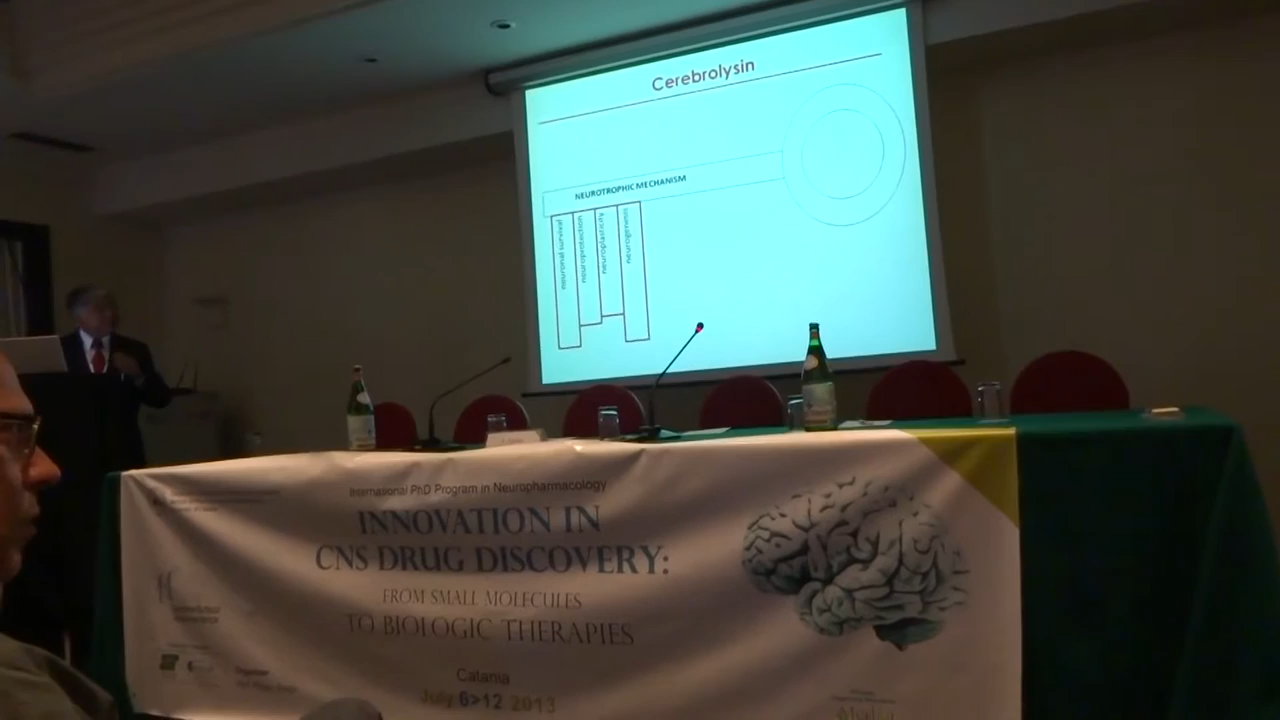 Cerebrolysin
NEUROTROPHIC MECHANISM
neuronal survival
neuroprotection
neuroplasticity
neurogenesis
International PhD Program in Neuropharmacology
INNOVATION IN
CNS DRUG DISCOVERY:
FROM SMALL MOLECULES
TO BIOLOGIC THERAPIES
Catania
July 6>12 2013